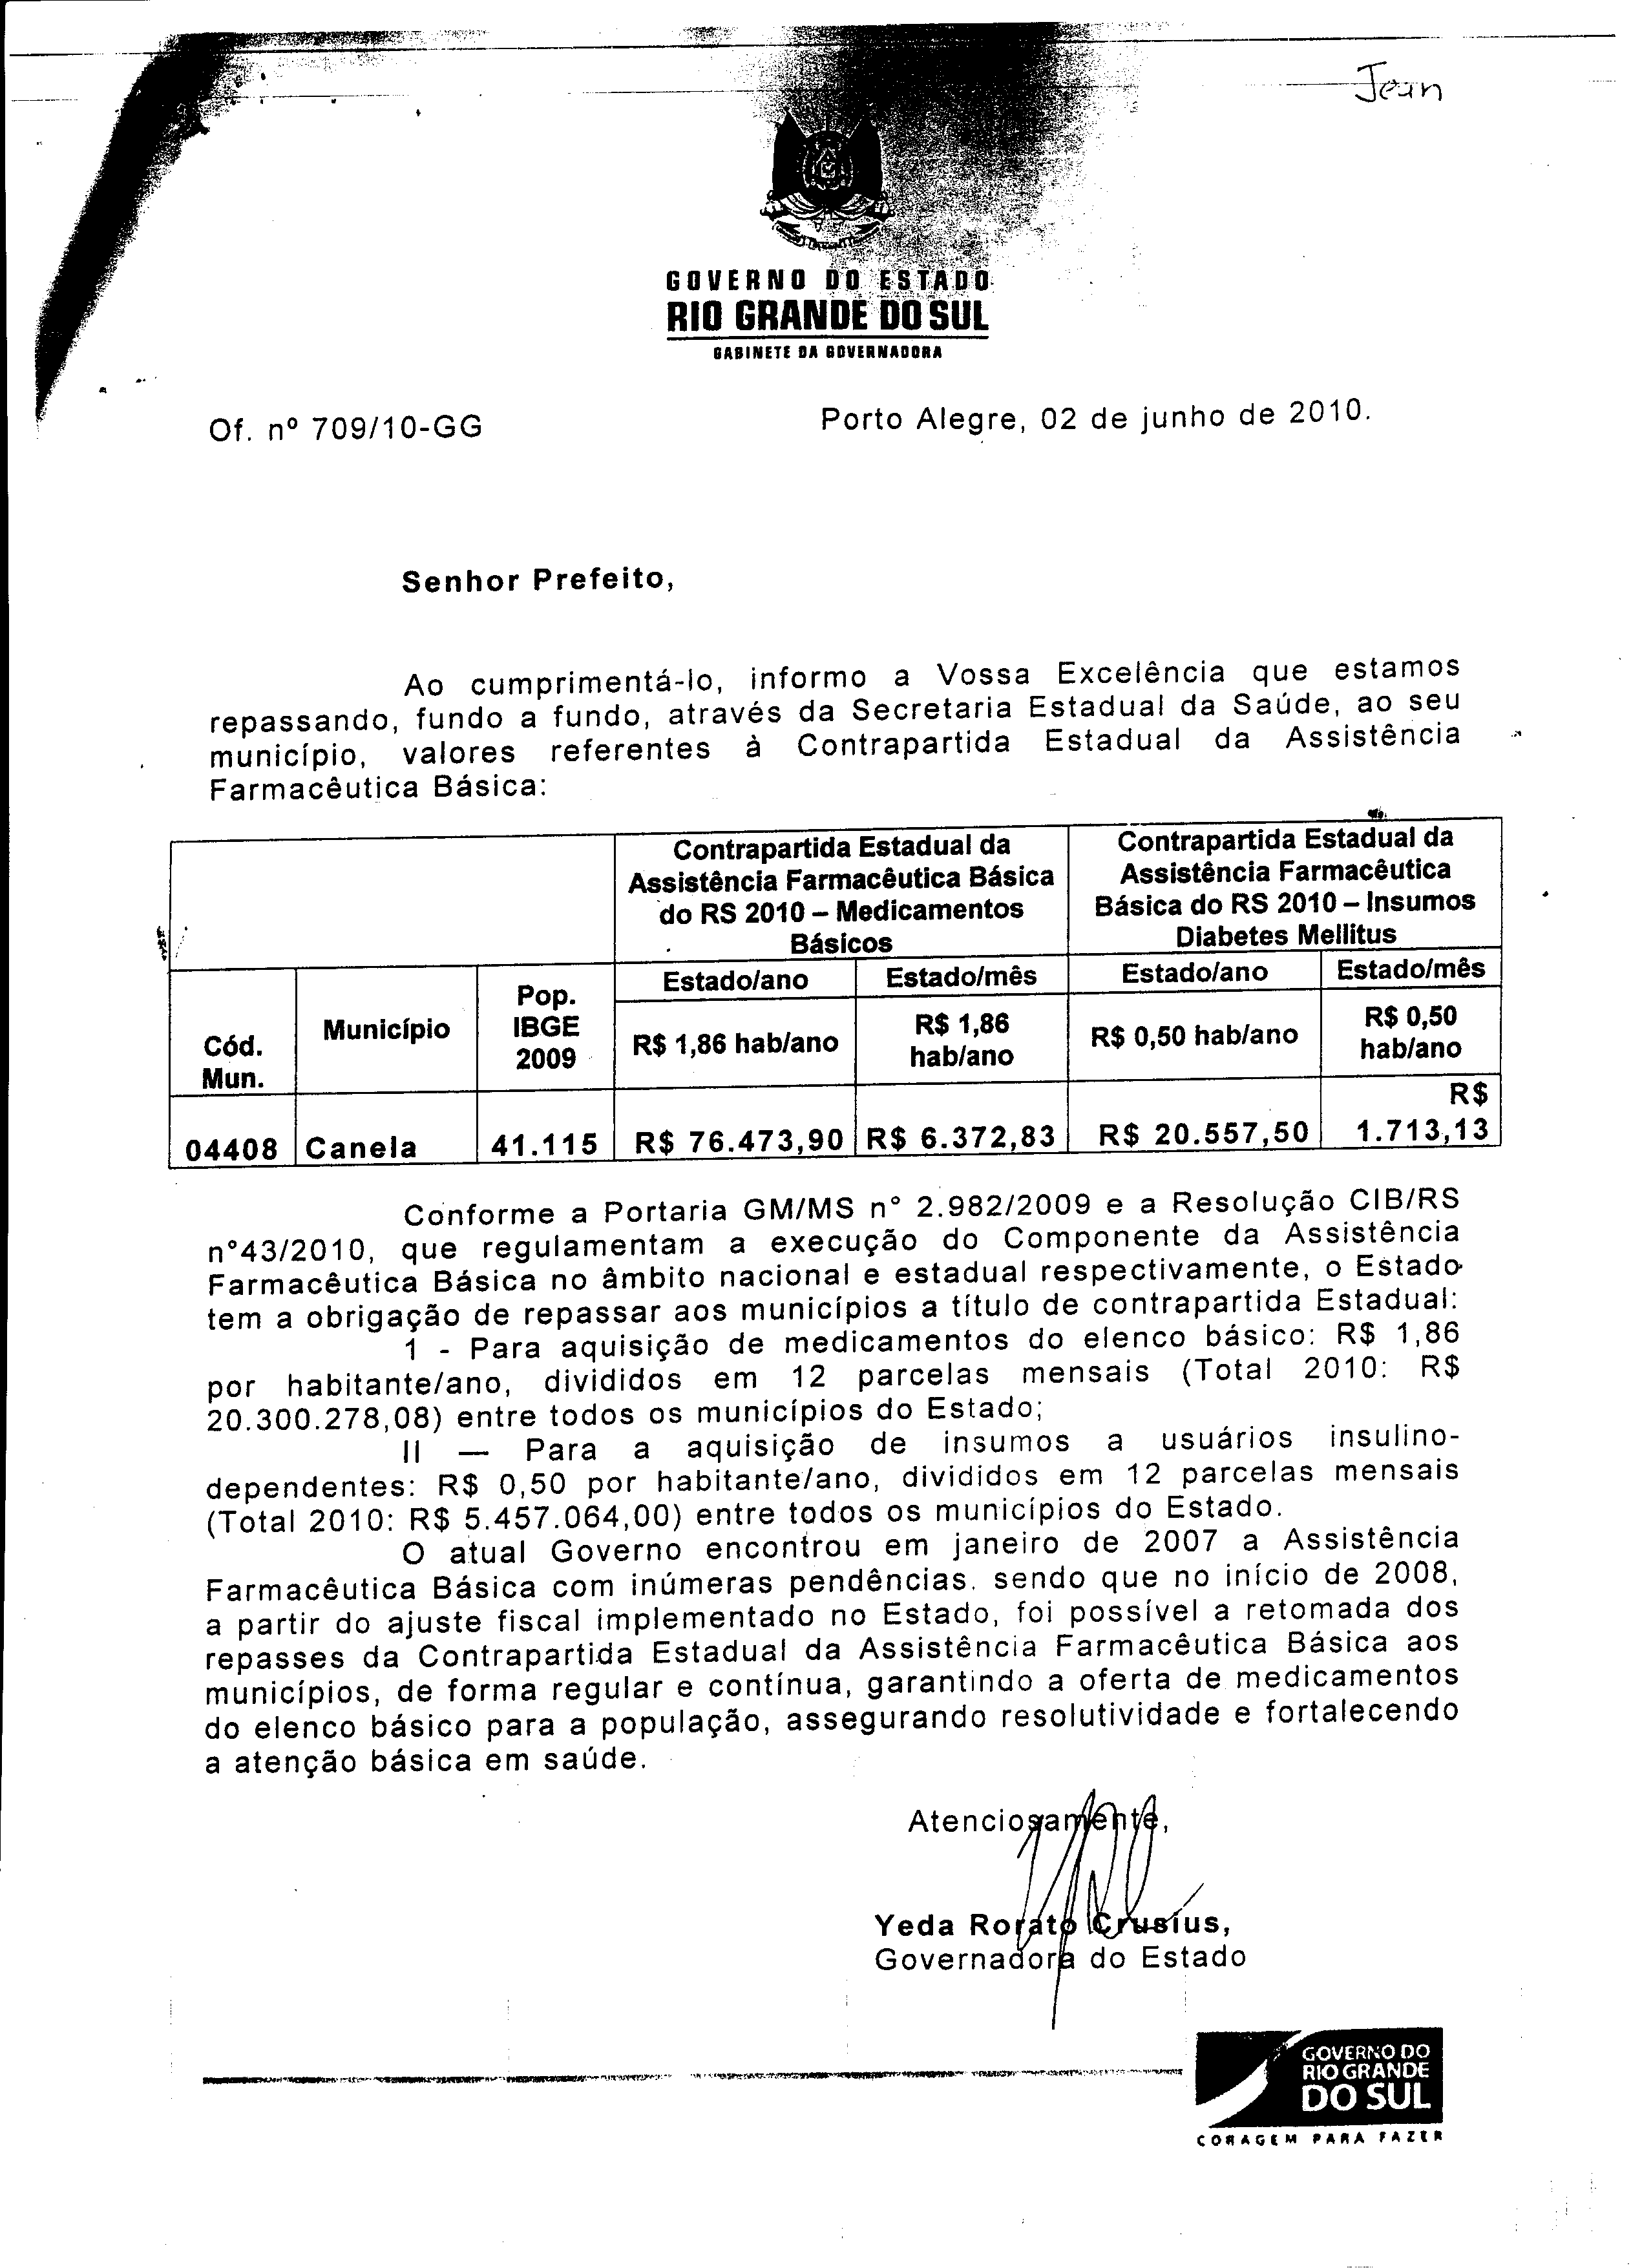 Jean
GOVERNO DO ESTADO
RIO GRANDE DO SUL
GABINETE DA GOVERNADORA
Of. nº 709/10-GG
Porto Alegre, 02 de junho de 2010.
Senhor Prefeito,
Ao cumprimentá-lo, informo a Vossa Excelência que estamos
repassando, fundo a fundo, através da Secretaria Estadual da Saúde, ao seu
município, valores referentes à Contrapartida Estadual da Assistência
Farmacêutica Básica:
Contrapartida Estadual da
Assistência Farmacêutica Básica
do RS 2010 – Medicamentos
Básicos
Contrapartida Estadual da
Assistência Farmacêutica
Básica do RS 2010 – Insumos
Diabetes Mellitus
Cód.
Mun.
Município
Pop.
IBGE
2009
Estado/ano
Estado/mês
Estado/ano
Estado/mês
R$ 1,86 hab/ano
R$ 1,86
hab/ano
R$ 0,50 hab/ano
R$ 0,50
hab/ano
04408 Canela 41.115 R$ 76.473,90 R$ 6.372,83 R$ 20.557,50 R$
1.713,13
Conforme a Portaria GM/MS n° 2.982/2009 e a Resolução CIB/RS
n°43/2010, que regulamentam a execução do Componente da Assistência
Farmacêutica Básica no âmbito nacional e estadual respectivamente, o Estado
tem a obrigação de repassar aos municípios a título de contrapartida Estadual:
1 - Para aquisição de medicamentos do elenco básico: R$ 1,86
por habitante/ano, divididos em 12 parcelas mensais (Total 2010: R$
20.300.278,08) entre todos os municípios do Estado;
II — Para a aquisição de insumos a usuários insulino-
dependentes: R$ 0,50 por habitante/ano, divididos em 12 parcelas mensais
(Total 2010: R$ 5.457.064,00) entre todos os municípios do Estado.
O atual Governo encontrou em janeiro de 2007 a Assistência
Farmacêutica Básica com inúmeras pendências. sendo que no início de 2008,
a partir do ajuste fiscal implementado no Estado, foi possível a retomada dos
repasses da Contrapartida Estadual da Assistência Farmacêutica Básica aos
municípios, de forma regular e contínua, garantindo a oferta de medicamentos
do elenco básico para a população, assegurando resolutividade e fortalecendo
a atenção básica em saúde.
Atenciosamente,
Yeda Rorato Crusius,
Governadora do Estado
GOVERNO DO
RIO GRANDE
DO SUL
CORAGEM PARA FAZER